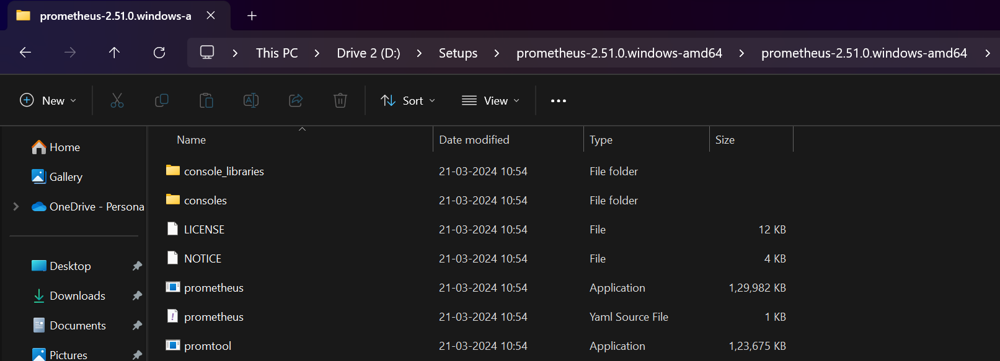 prometheus-2.51.0.windows-a
This PC > Drive 2 (D:) > Setups > prometheus-2.51.0.windows-amd64 > prometheus-2.51.0.windows-amd64 >
New Sort View
Name Date modified Type Size
Home
Gallery
OneDrive - Persona
Desktop
Downloads
Documents
Pictures
console_libraries 21-03-2024 10:54 File folder
consoles 21-03-2024 10:54 File folder
LICENSE 21-03-2024 10:54 File 12 KB
NOTICE 21-03-2024 10:54 File 4 KB
prometheus 21-03-2024 10:54 Application 1,29,982 KB
prometheus 21-03-2024 10:54 Yaml Source File 1 KB
promtool 21-03-2024 10:54 Application 1,23,675 KB